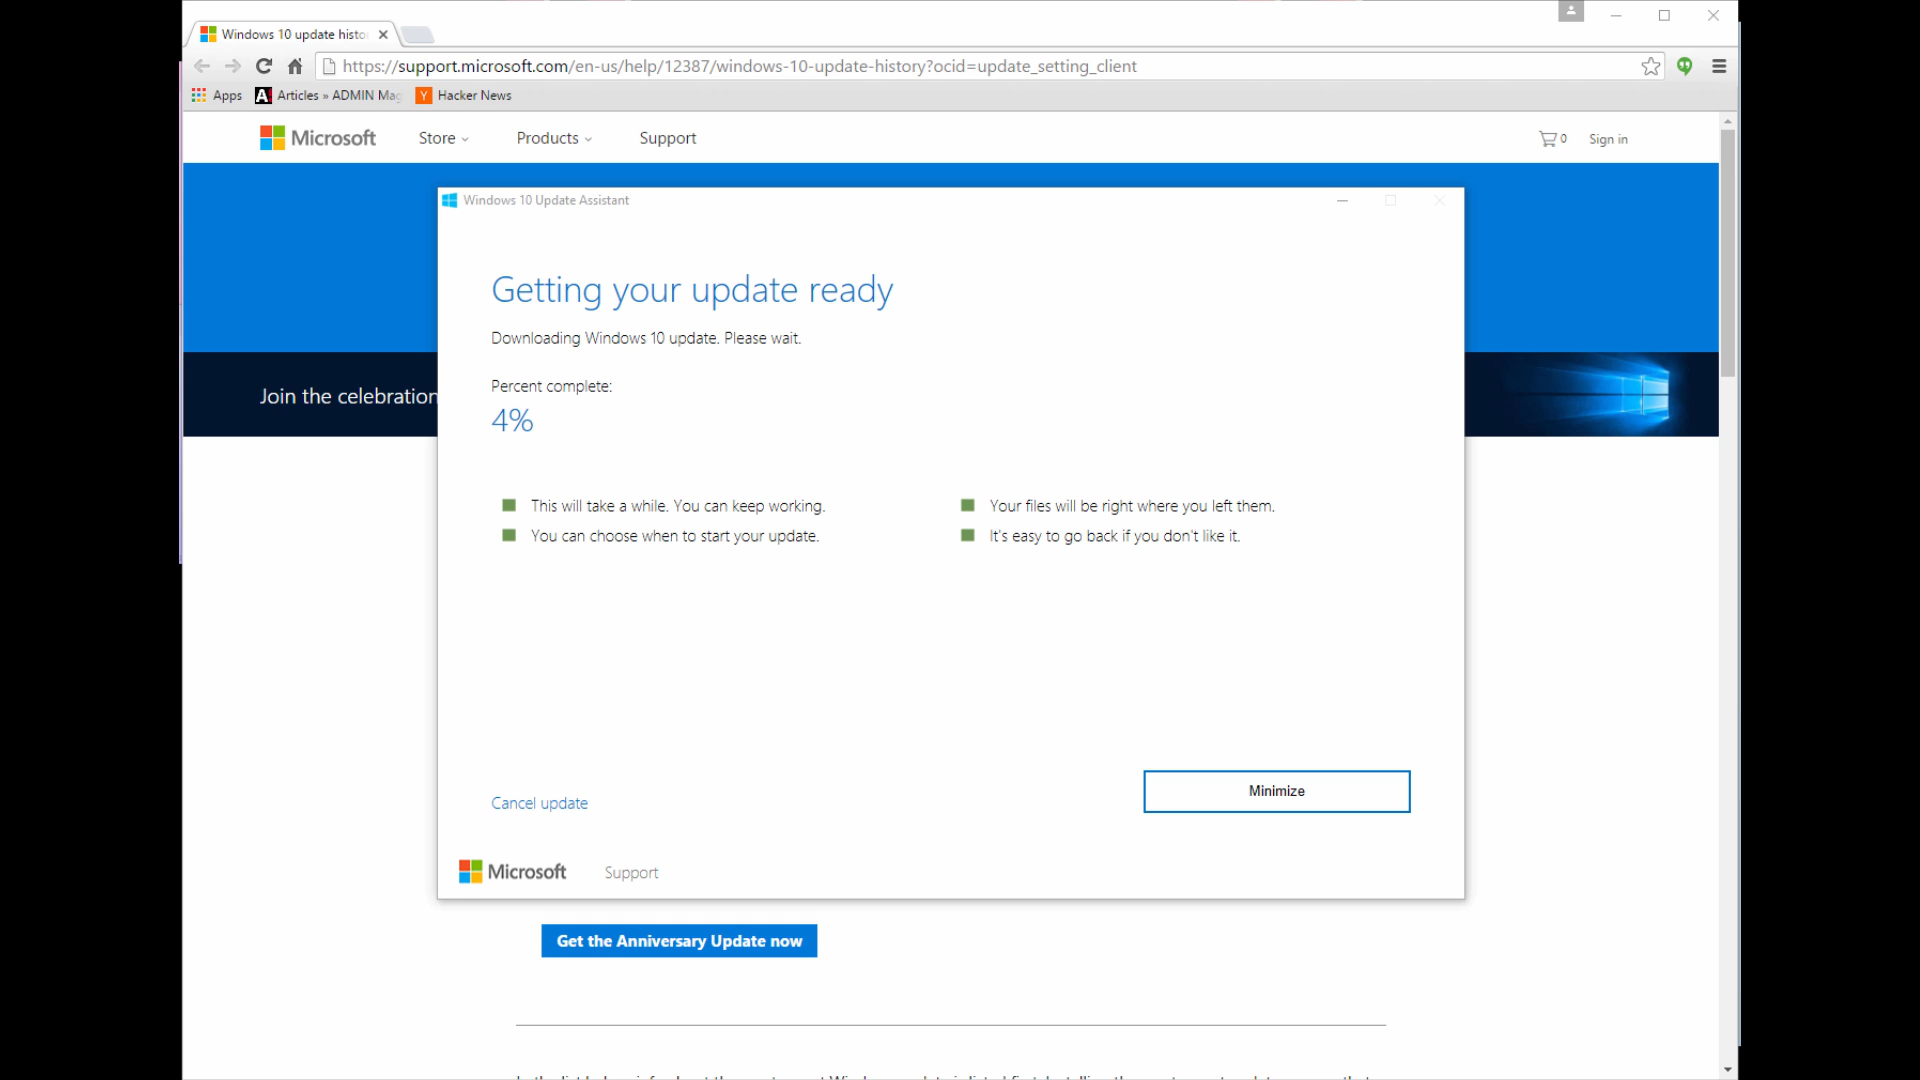 Windows 10 update histo
https://support.microsoft.com/en-us/help/12387/windows-10-update-history?ocid=update_setting_client
Apps Articles » ADMIN Mag Hacker News
Microsoft Store Products Support 0 Sign in
Windows 10 Update Assistant
Getting your update ready
Downloading Windows 10 update. Please wait.
Join the celebration
Percent complete:
4%
This will take a while. You can keep working.
Your files will be right where you left them.
You can choose when to start your update.
It's easy to go back if you don't like it.
Minimize
Cancel update
Microsoft Support
Get the Anniversary Update now